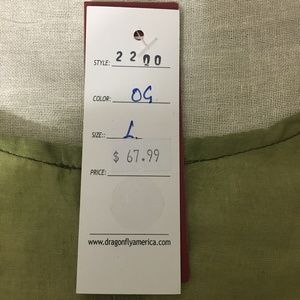 STYLE: 2200
COLOR: OG
SIZE:: L.
$ 67.99
PRICE:
www.dragonflyamerica.com